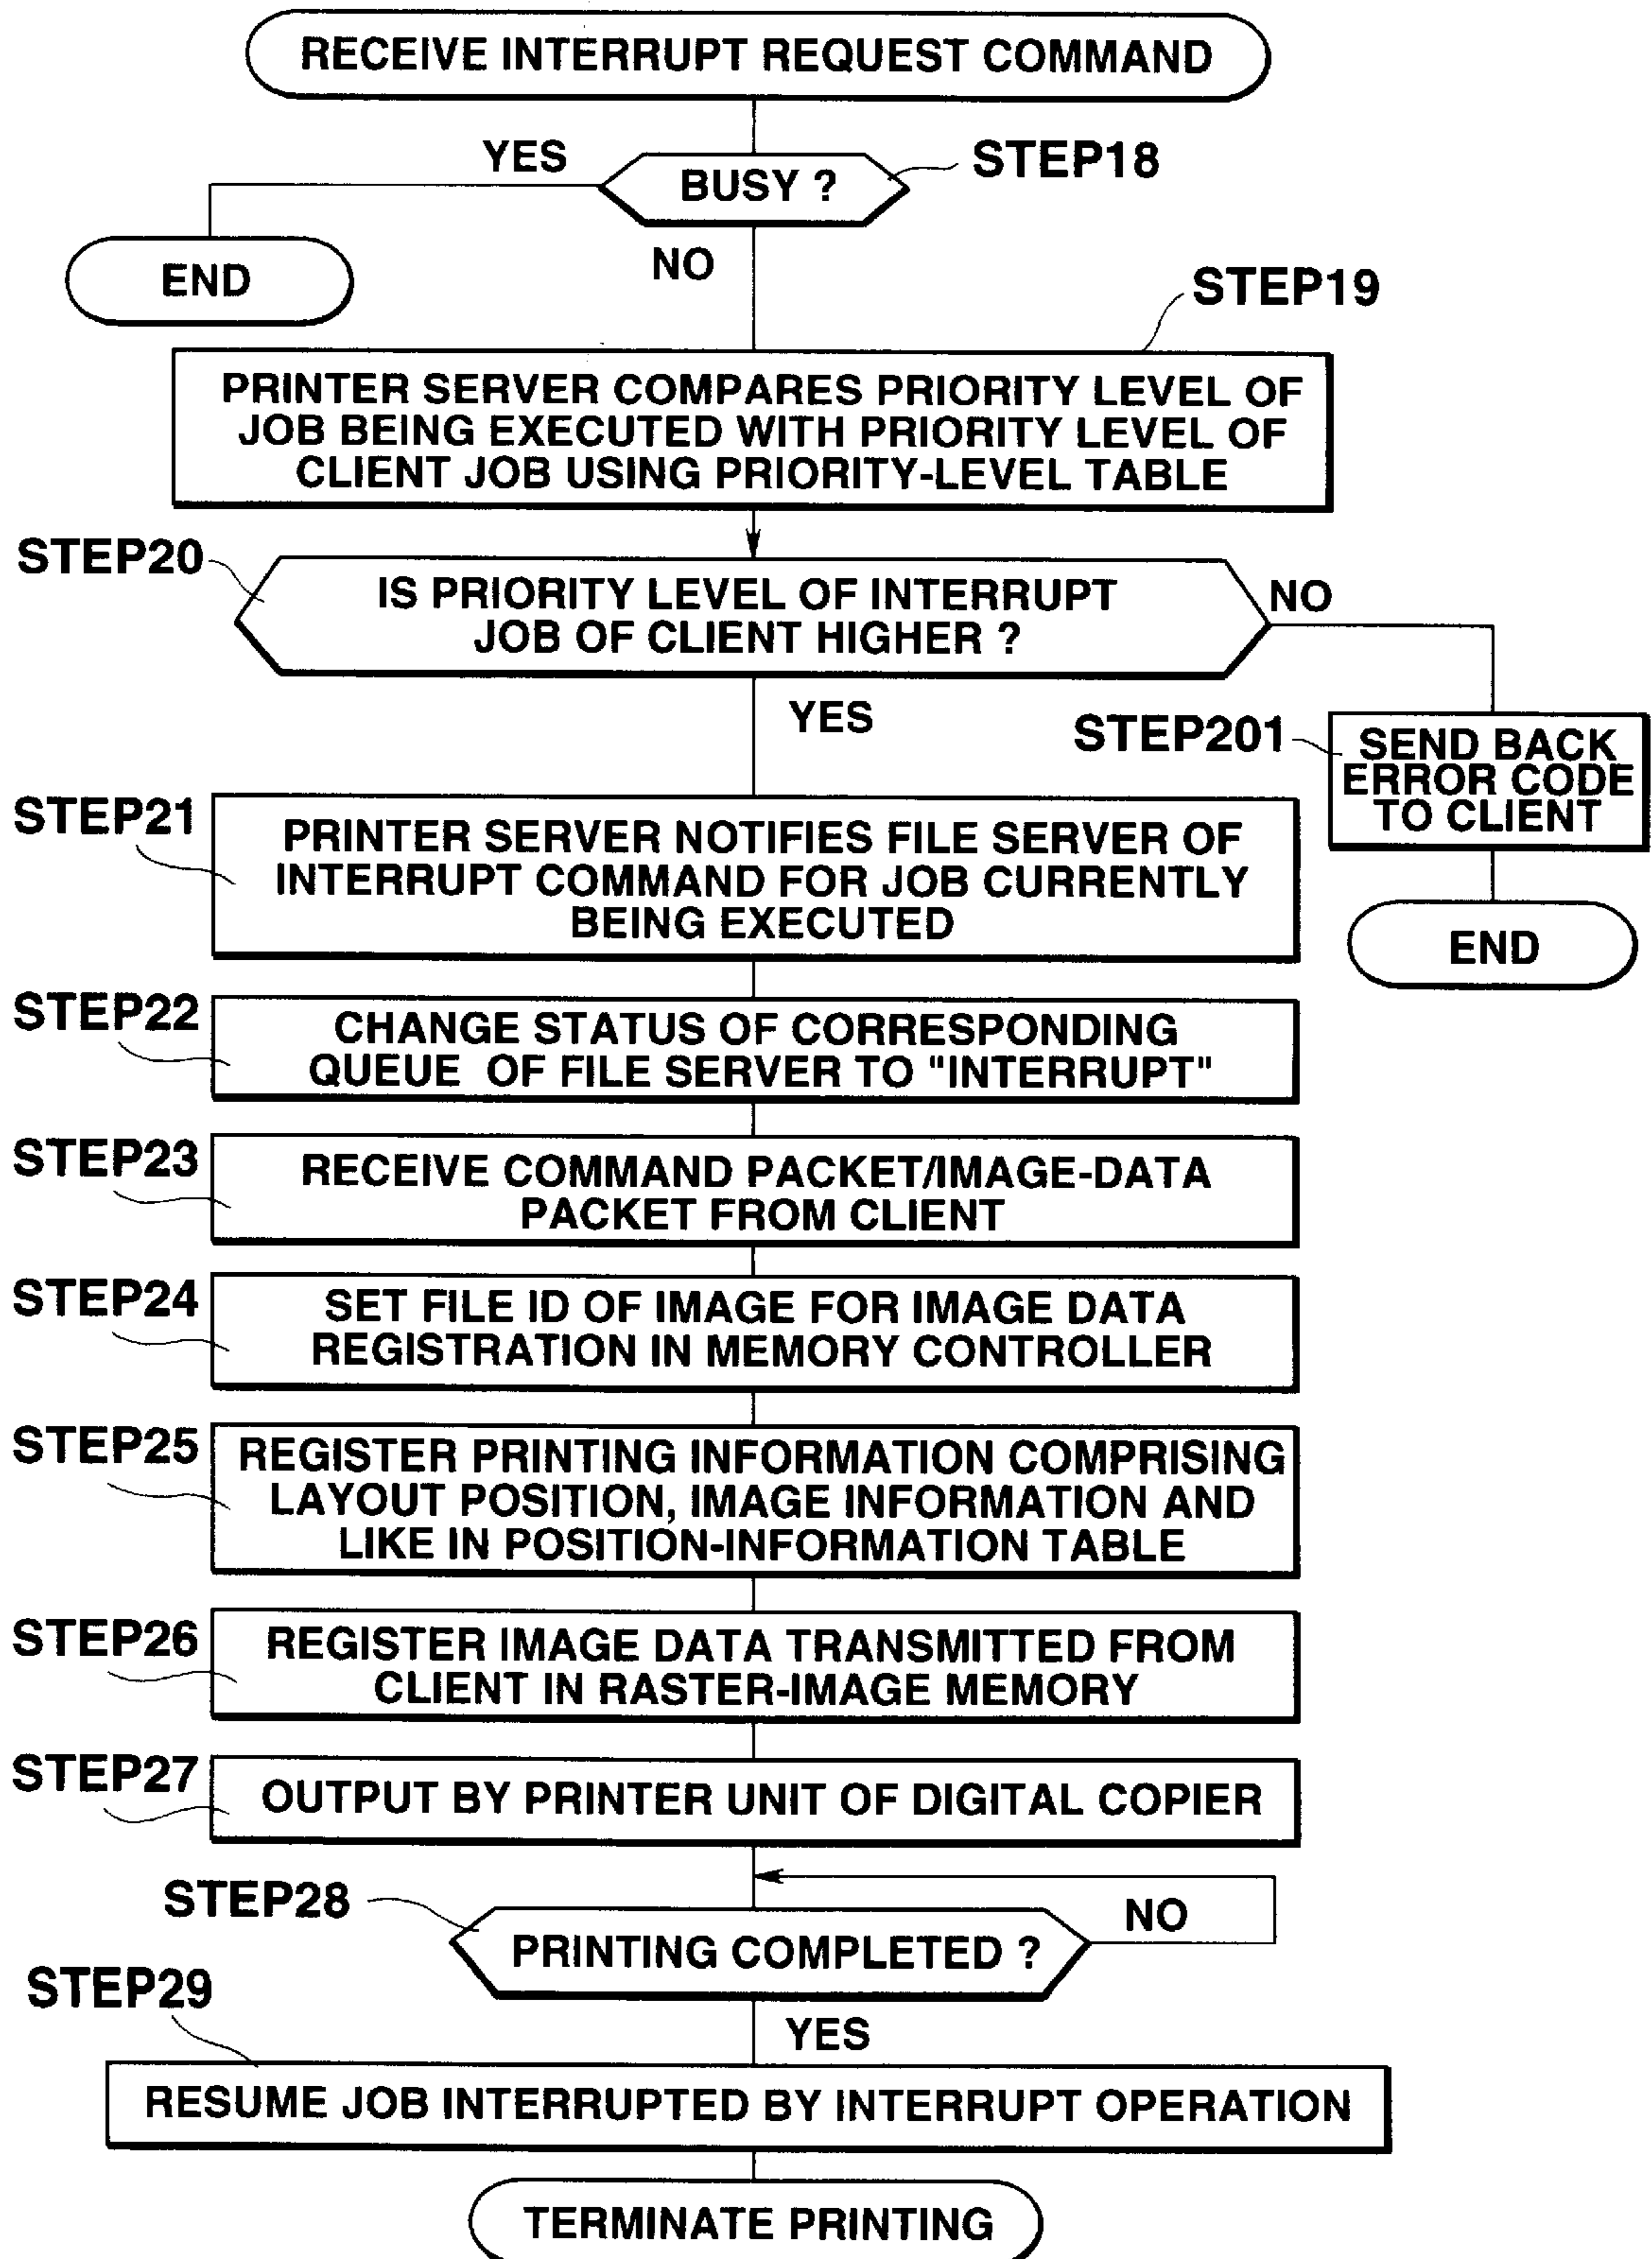 RECEIVE INTERRUPT REQUEST COMMAND
YES
BUSY ?
STEP18
END
NO
STEP19
PRINTER SERVER COMPARES PRIORITY LEVEL OF
JOB BEING EXECUTED WITH PRIORITY LEVEL OF
CLIENT JOB USING PRIORITY-LEVEL TABLE
STEP20
IS PRIORITY LEVEL OF INTERRUPT
JOB OF CLIENT HIGHER ?
NO
YES
STEP201
SEND BACK
ERROR CODE
TO CLIENT
END
STEP21
PRINTER SERVER NOTIFIES FILE SERVER OF
INTERRUPT COMMAND FOR JOB CURRENTLY
BEING EXECUTED
STEP22
CHANGE STATUS OF CORRESPONDING
QUEUE OF FILE SERVER TO "INTERRUPT"
STEP23
RECEIVE COMMAND PACKET/IMAGE-DATA
PACKET FROM CLIENT
STEP24
SET FILE ID OF IMAGE FOR IMAGE DATA
REGISTRATION IN MEMORY CONTROLLER
STEP25
REGISTER PRINTING INFORMATION COMPRISING
LAYOUT POSITION, IMAGE INFORMATION AND
LIKE IN POSITION-INFORMATION TABLE
STEP26
REGISTER IMAGE DATA TRANSMITTED FROM
CLIENT IN RASTER-IMAGE MEMORY
STEP27
OUTPUT BY PRINTER UNIT OF DIGITAL COPIER
STEP28
PRINTING COMPLETED ?
NO
STEP29
YES
RESUME JOB INTERRUPTED BY INTERRUPT OPERATION
TERMINATE PRINTING